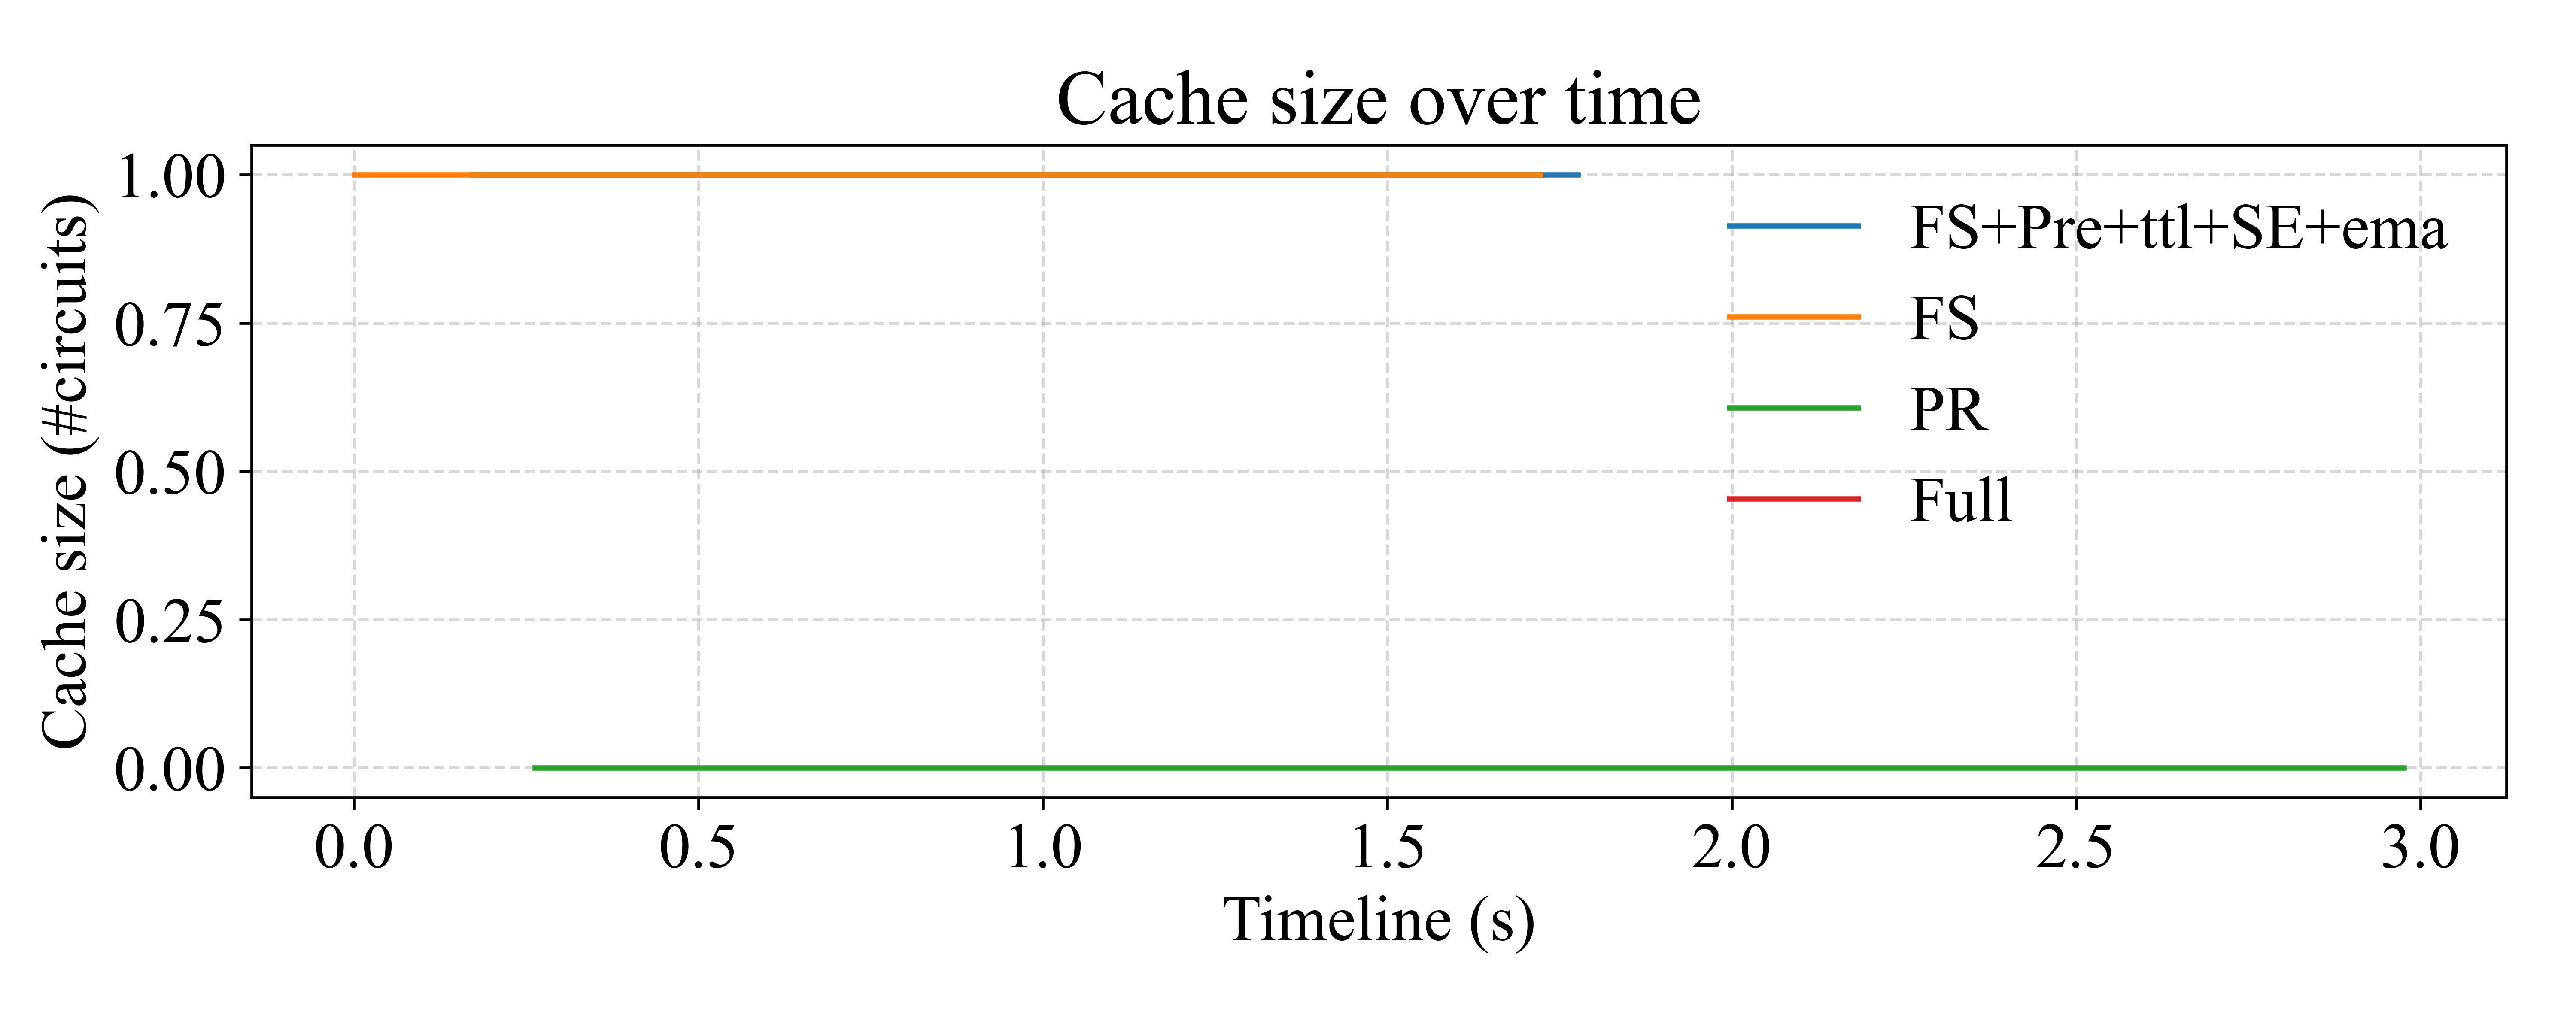 Cache size over time
Cache size (#circuits)
1.00
0.75
0.50
0.25
0.00
FS+Pre+ttl+SE+ema
FS
PR
Full
0.0 0.5 1.0 1.5 2.0 2.5 3.0
Timeline (s)